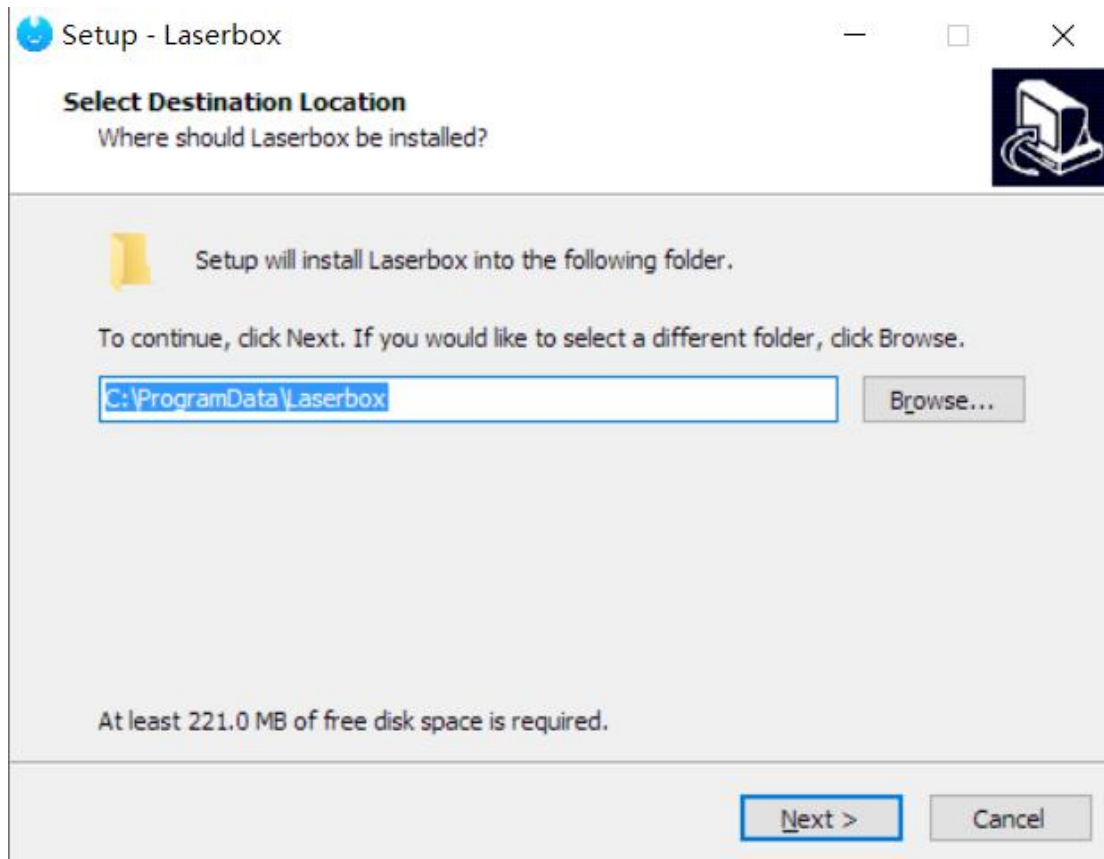 Setup - Laserbox
Select Destination Location
Where should Laserbox be installed?
Setup will install Laserbox into the following folder.
To continue, click Next. If you would like to select a different folder, click Browse.
C:\ProgramData\Laserbox
Browse...
At least 221.0 MB of free disk space is required.
Next >
Cancel